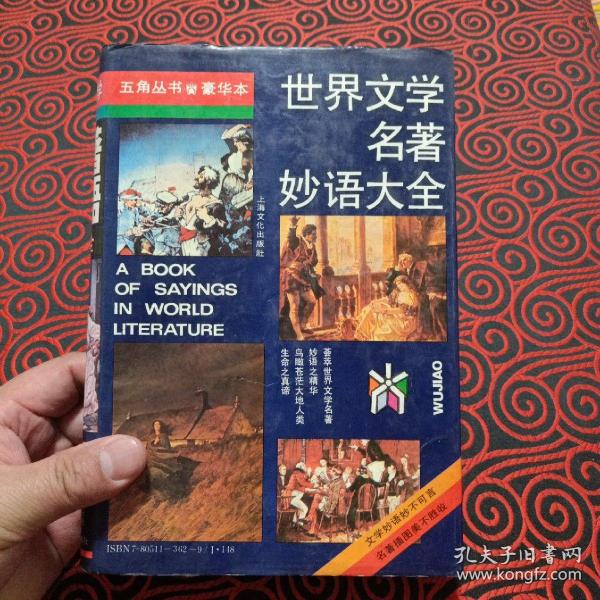 五角丛书 豪华本
世界文学
名著
妙语大全
上海文化出版社
A BOOK
OF SAYINGS
IN WORLD
LITERATURE
荟萃世界文学名著
妙语之精华
鸟瞰苍茫大地人类
生命之真谛
WUJIAO
文学妙语妙不可言
名著插图美不胜收
ISBN7-80511-362-9/I·148
孔夫子旧书网
www.kongfz.com